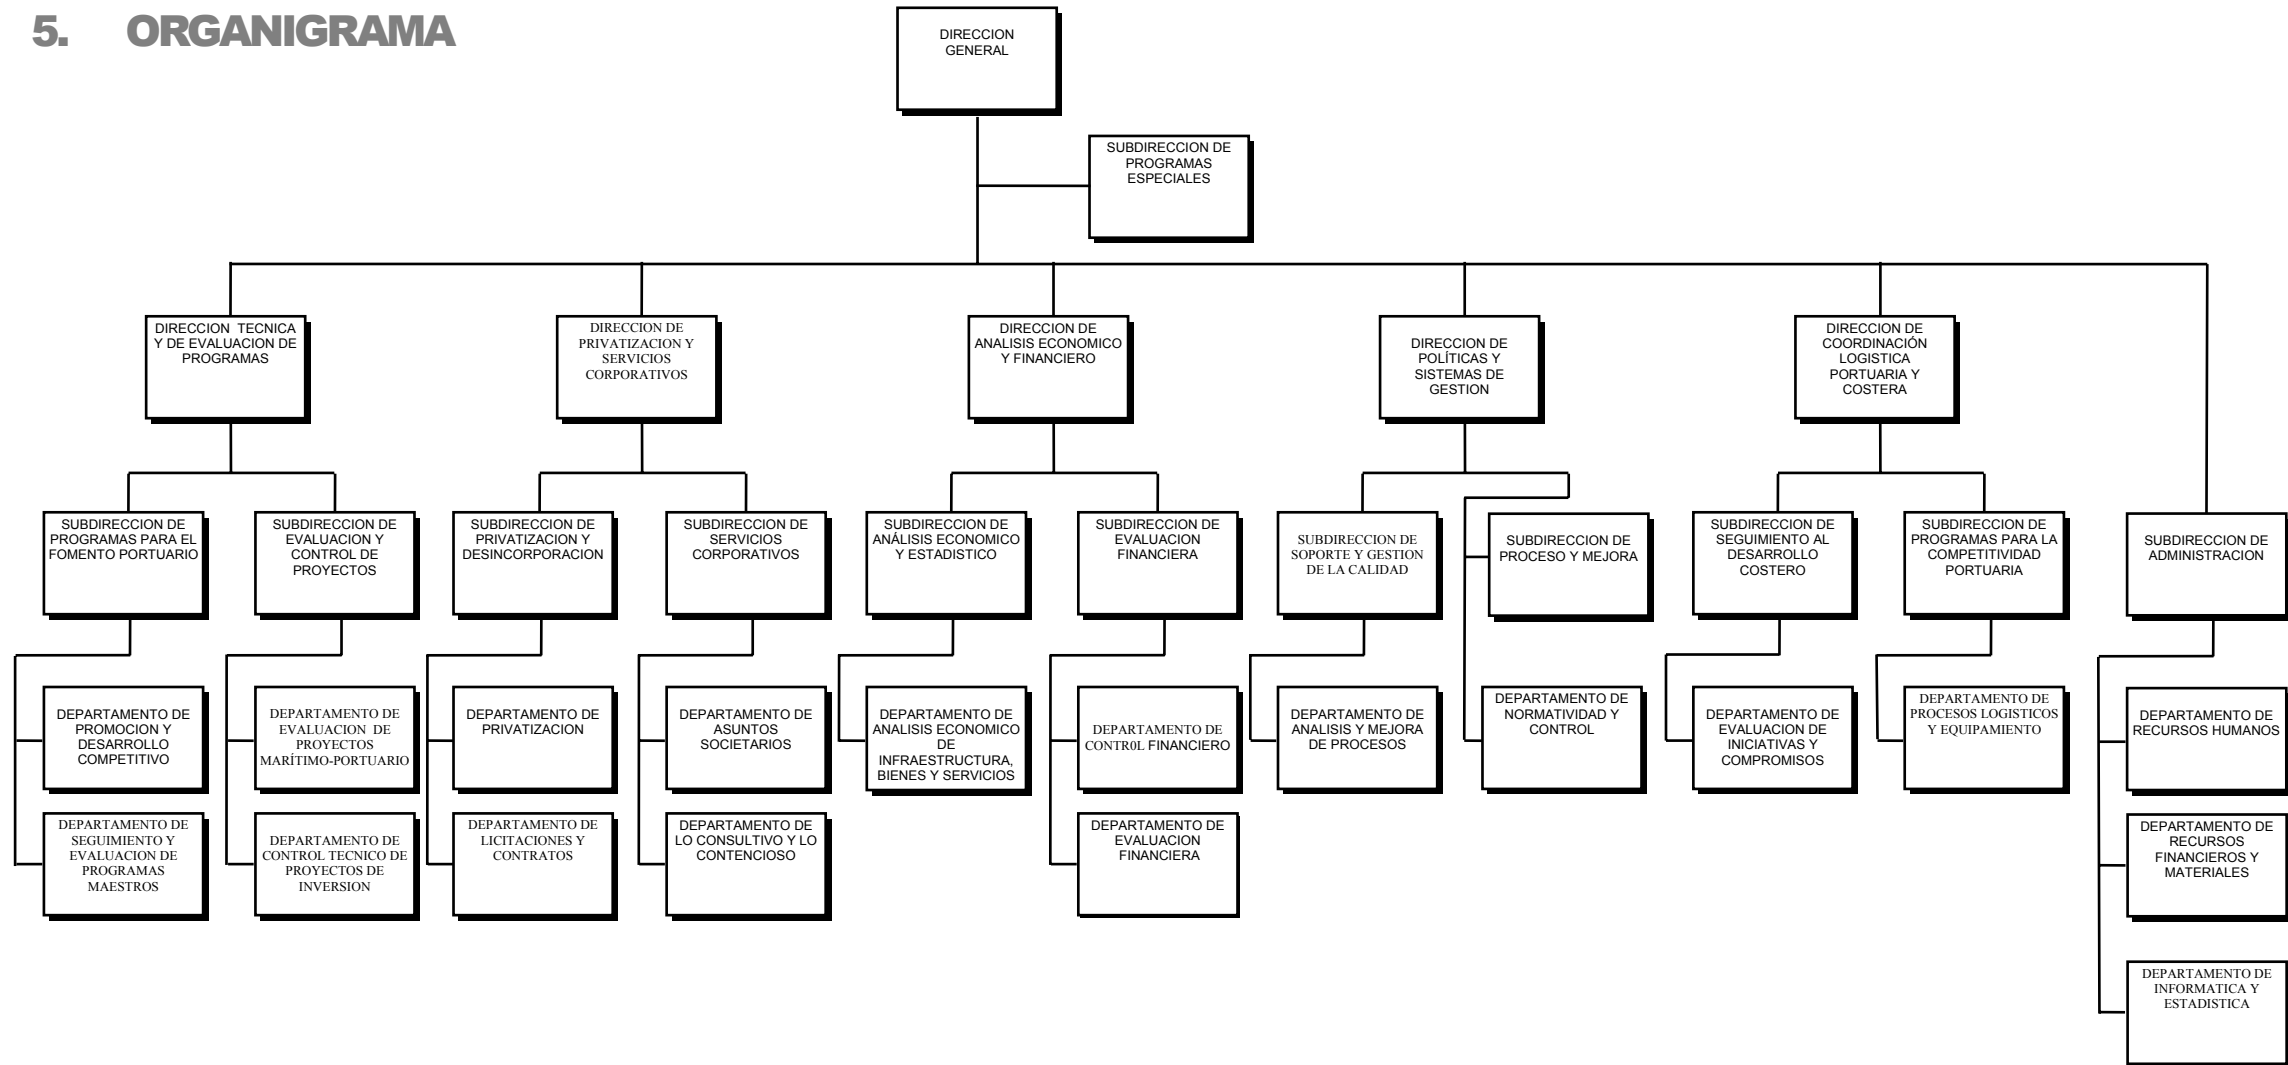 5. ORGANIGRAMA
DIRECCION
GENERAL
SUBDIRECCION DE
PROGRAMAS
ESPECIALES
DIRECCION TECNICA
Y DE EVALUACION DE
PROGRAMAS
DIRECCION DE
PRIVATIZACION Y
SERVICIOS
CORPORATIVOS
DIRECCION DE
ANALISIS ECONOMICO
Y FINANCIERO
DIRECCION DE
POLÍTICAS Y
SISTEMAS DE
GESTION
DIRECCION DE
COORDINACIÓN
LOGISTICA
PORTUARIA Y
COSTERA
SUBDIRECCION DE
PROGRAMAS PARA EL
FOMENTO PORTUARIO
SUBDIRECCION DE
EVALUACION Y
CONTROL DE
PROYECTOS
SUBDIRECCION DE
PRIVATIZACION Y
DESINCORPORACION
SUBDIRECCION DE
SERVICIOS
CORPORATIVOS
SUBDIRECCION DE
ANÁLISIS ECONOMICO
Y ESTADISTICO
SUBDIRECCION DE
EVALUACION
FINANCIERA
SUBDIRECCION DE
SOPORTE Y GESTION
DE LA CALIDAD
SUBDIRECCION DE
PROCESO Y MEJORA
SUBDIRECCION DE
SEGUIMIENTO AL
DESARROLLO
COSTERO
SUBDIRECCION DE
PROGRAMAS PARA LA
COMPETITIVIDAD
PORTUARIA
SUBDIRECCION DE
ADMINISTRACION
DEPARTAMENTO DE
PROMOCION Y
DESARROLLO
COMPETITIVO
DEPARTAMENTO DE
EVALUACION DE
PROYECTOS
MARÍTIMO-PORTUARIO
DEPARTAMENTO DE
PRIVATIZACION
DEPARTAMENTO DE
ASUNTOS
SOCIETARIOS
DEPARTAMENTO DE
ANALISIS ECONOMICO
DE
INFRAESTRUCTURA,
BIENES Y SERVICIOS
DEPARTAMENTO DE
CONTR0L FINANCIERO
DEPARTAMENTO DE
ANALISIS Y MEJORA
DE PROCESOS
DEPARTAMENTO DE
NORMATIVIDAD Y
CONTROL
DEPARTAMENTO DE
EVALUACION DE
INICIATIVAS Y
COMPROMISOS
DEPARTAMENTO DE
PROCESOS LOGISTICOS
Y EQUIPAMIENTO
DEPARTAMENTO DE
RECURSOS HUMANOS
DEPARTAMENTO DE
SEGUIMIENTO Y
EVALUACION DE
PROGRAMAS
MAESTROS
DEPARTAMENTO DE
CONTROL TECNICO DE
PROYECTOS DE
INVERSION
DEPARTAMENTO DE
LICITACIONES Y
CONTRATOS
DEPARTAMENTO DE
LO CONSULTIVO Y LO
CONTENCIOSO
DEPARTAMENTO DE
EVALUACION
FINANCIERA
DEPARTAMENTO DE
RECURSOS
FINANCIEROS Y
MATERIALES
DEPARTAMENTO DE
INFORMATICA Y
ESTADISTICA